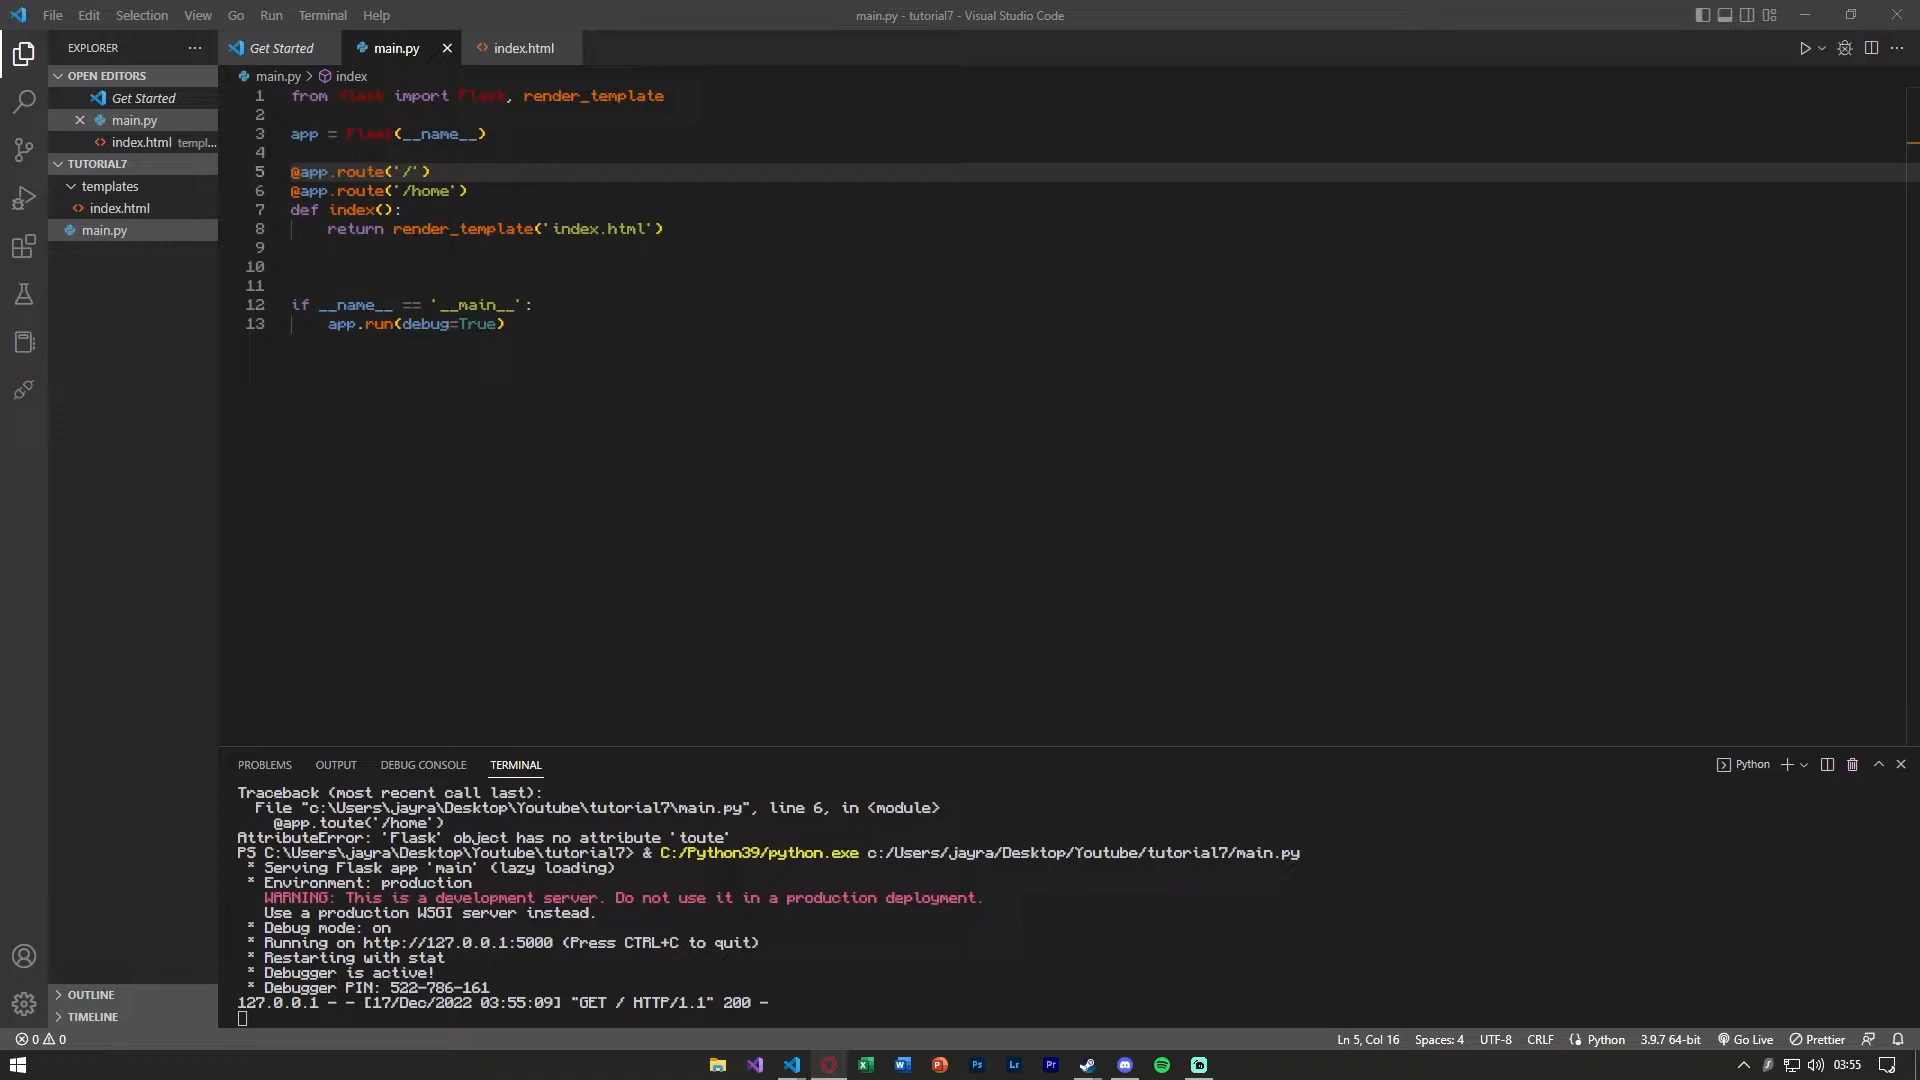 File Edit Selection View Go Run Terminal Help
main.py - tutorial7 - Visual Studio Code
EXPLORER
OPEN EDITORS
Get Started
main.py
index.html templ...
TUTORIAL7
templates
index.html
main.py
OUTLINE
TIMELINE
Get Started
main.py
index.html
main.py > index
1 from flask import Flask, render_template
2
3 app = Flask(__name__)
4
5 @app.route('/')
6 @app.route('/home')
7 def index():
8 return render_template('index.html')
9
10
11
12 if __name__ == '__main__':
13 app.run(debug=True)
PROBLEMS OUTPUT DEBUG CONSOLE TERMINAL
Python
Traceback (most recent call last):
File "c:\Users\jayra\Desktop\Youtube\tutorial7\main.py", line 6, in <module>
@app.toute('/home')
AttributeError: 'Flask' object has no attribute 'toute'
PS C:\Users\jayra\Desktop\Youtube\tutorial7> & C:/Python39/python.exe c:/Users/jayra/Desktop/Youtube/tutorial7/main.py
* Serving Flask app 'main' (lazy loading)
* Environment: production
WARNING: This is a development server. Do not use it in a production deployment.
Use a production WSGI server instead.
* Debug mode: on
* Running on http://127.0.0.1:5000 (Press CTRL+C to quit)
* Restarting with stat
* Debugger is active!
* Debugger PIN: 522-786-161
127.0.0.1 - - [17/Dec/2022 03:55:09] "GET / HTTP/1.1" 200 -
0 0
Ln 5, Col 16 Spaces: 4 UTF-8 CRLF Python 3.9.7 64-bit Go Live Prettier
W P Ps Lr Pr
03:55